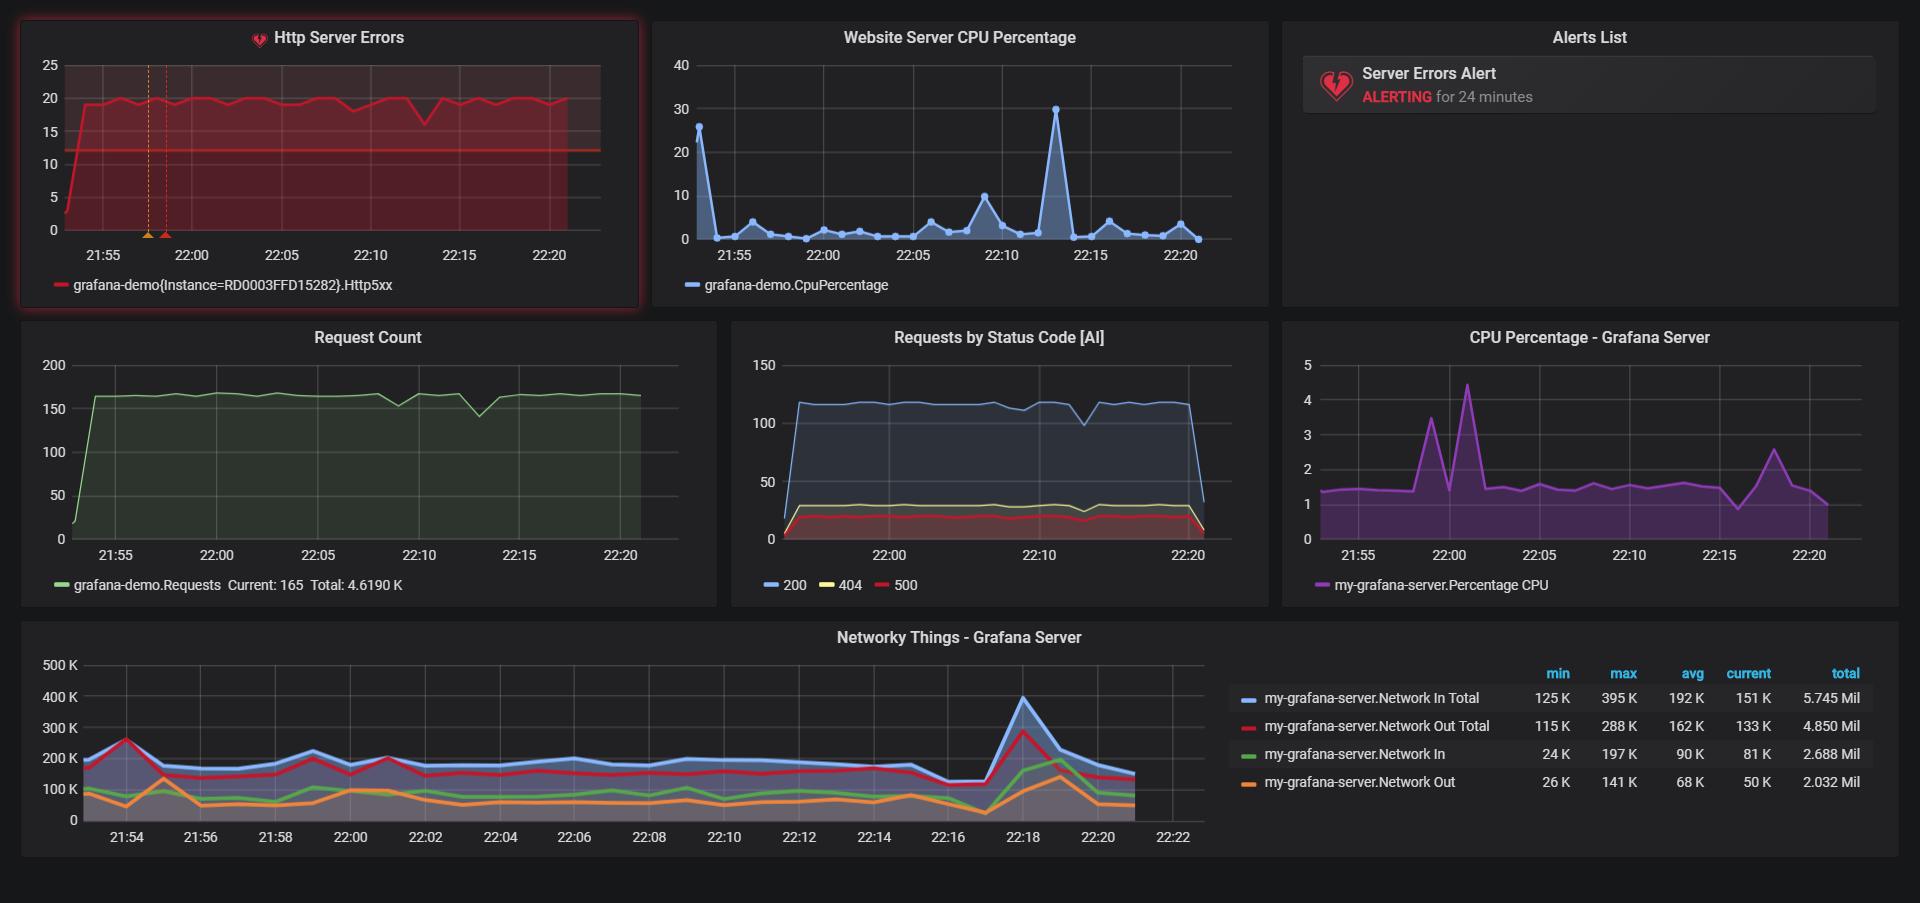 Http Server Errors
25
20
15
10
5
0
21:55 22:00 22:05 22:10 22:15 22:20
grafana-demo{Instance=RD0003FFD15282}.Http5xx
Website Server CPU Percentage
40
30
20
10
0
21:55 22:00 22:05 22:10 22:15 22:20
grafana-demo.CpuPercentage
Alerts List
Server Errors Alert
ALERTING for 24 minutes
Request Count
200
150
100
50
0
21:55 22:00 22:05 22:10 22:15 22:20
grafana-demo.Requests Current: 165 Total: 4.6190 K
Requests by Status Code [AI]
150
100
50
0
22:00 22:10 22:20
200 404 500
CPU Percentage - Grafana Server
5
4
3
2
1
0
21:55 22:00 22:05 22:10 22:15 22:20
my-grafana-server.Percentage CPU
Networky Things - Grafana Server
500 K
400 K
300 K
200 K
100 K
0
21:54 21:56 21:58 22:00 22:02 22:04 22:06 22:08 22:10 22:12 22:14 22:16 22:18 22:20 22:22
min max avg current total
my-grafana-server.Network In Total 125 K 395 K 192 K 151 K 5.745 Mil
my-grafana-server.Network Out Total 115 K 288 K 162 K 133 K 4.850 Mil
my-grafana-server.Network In 24 K 197 K 90 K 81 K 2.688 Mil
my-grafana-server.Network Out 26 K 141 K 68 K 50 K 2.032 Mil